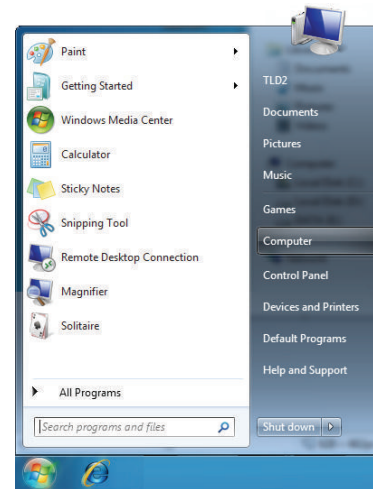 Paint
Getting Started
Windows Media Center
Calculator
Sticky Notes
Snipping Tool
Remote Desktop Connection
Magnifier
Solitaire
All Programs
Search programs and files
TLD2
Documents
Pictures
Music
Games
Computer
Control Panel
Devices and Printers
Default Programs
Help and Support
Shut down